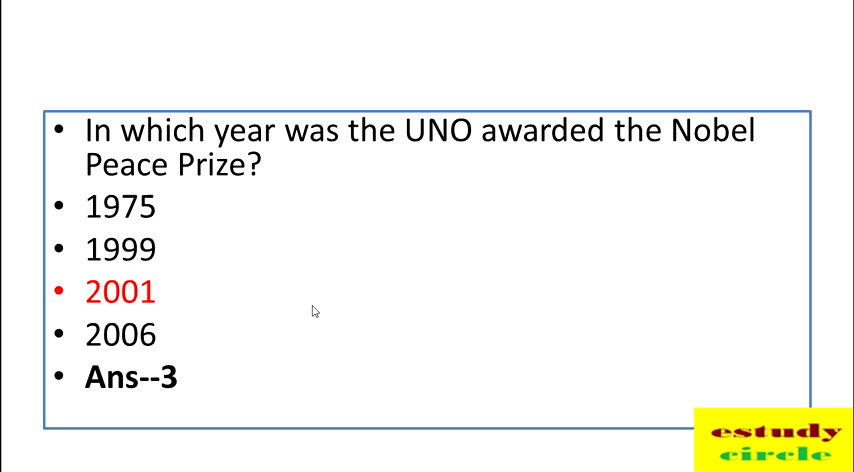 • In which year was the UNO awarded the Nobel
Peace Prize?
• 1975
• 1999
• 2001
• 2006
• Ans--3
estudy
circle